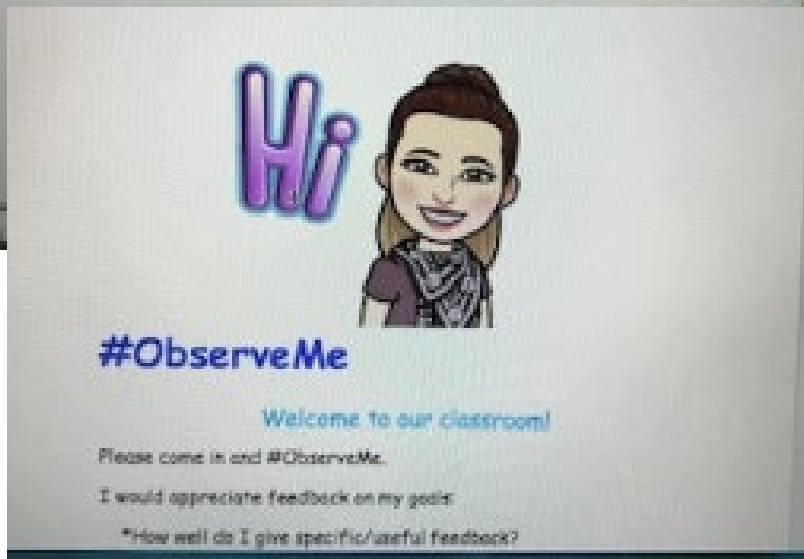 Hi
#ObserveMe
Welcome to our classroom!
Please come in and #ObserveMe.
I would appreciate feedback on my goals:
*How well do I give specific/useful feedback?